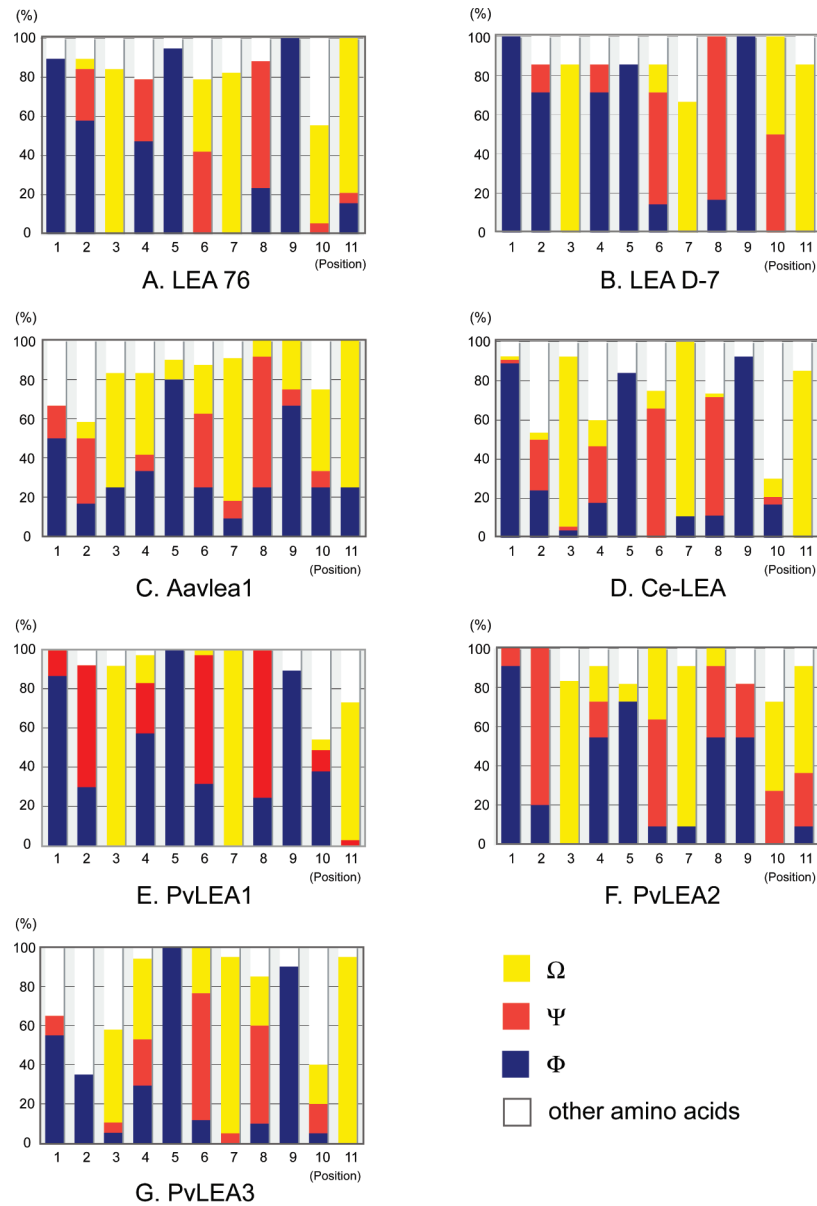 (%)
100
80
60
40
20
0
1 2 3 4 5 6 7 8 9 10 11
(Position)
A. LEA 76
(%)
100
80
60
40
20
0
1 2 3 4 5 6 7 8 9 10 11
(Position)
B. LEA D-7
(%)
100
80
60
40
20
0
1 2 3 4 5 6 7 8 9 10 11
(Position)
C. Aavlea1
(%)
100
80
60
40
20
0
1 2 3 4 5 6 7 8 9 10 11
(Position)
D. Ce-LEA
(%)
100
80
60
40
20
0
1 2 3 4 5 6 7 8 9 10 11
(Position)
E. PvLEA1
(%)
100
80
60
40
20
0
1 2 3 4 5 6 7 8 9 10 11
(Position)
F. PvLEA2
(%)
100
80
60
40
20
0
1 2 3 4 5 6 7 8 9 10 11
(Position)
G. PvLEA3
Ω
Ψ
Φ
other amino acids